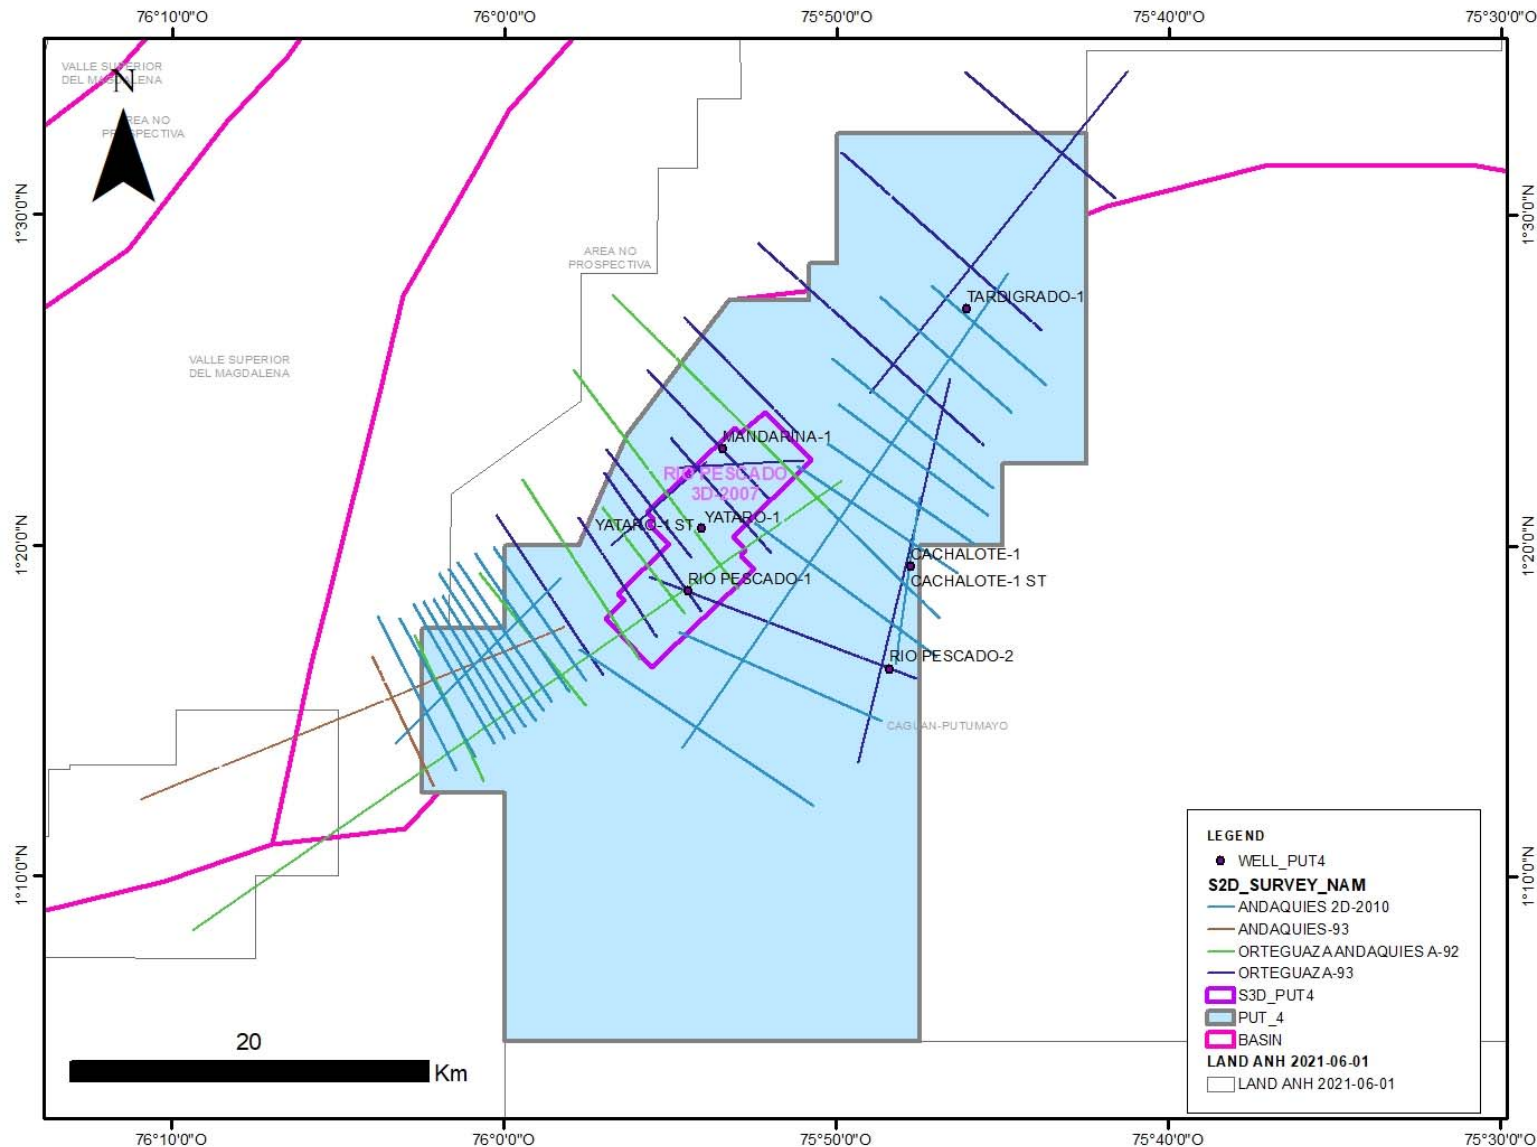 76°10'0"O
76°0'0"O
75°50'0"O
75°40'0"O
75°30'0"O
VALLE SUPERIOR
DEL MAGDALENA
N
AREA NO
PROSPECTIVA
1°30'0"N
1°30'0"N
AREA NO
PROSPECTIVA
TARDIGRADO-1
VALLE SUPERIOR
DEL MAGDALENA
MANDARINA-1
RIO PESCADO
3D-2007
YATARO-1 ST
YATARO-1
1°20'0"N
1°20'0"N
CACHALOTE-1
CACHALOTE-1 ST
RIO PESCADO-1
RIO PESCADO-2
CAGUAN-PUTUMAYO
1°10'0"N
1°10'0"N
LEGEND
WELL_PUT4
S2D_SURVEY_NAM
ANDAQUIES 2D-2010
ANDAQUIES-93
ORTEGUAZA ANDAQUIES A-92
ORTEGUAZA-93
S3D_PUT4
PUT_4
BASIN
LAND ANH 2021-06-01
LAND ANH 2021-06-01
20
Km
76°10'0"O
76°0'0"O
75°50'0"O
75°40'0"O
75°30'0"O